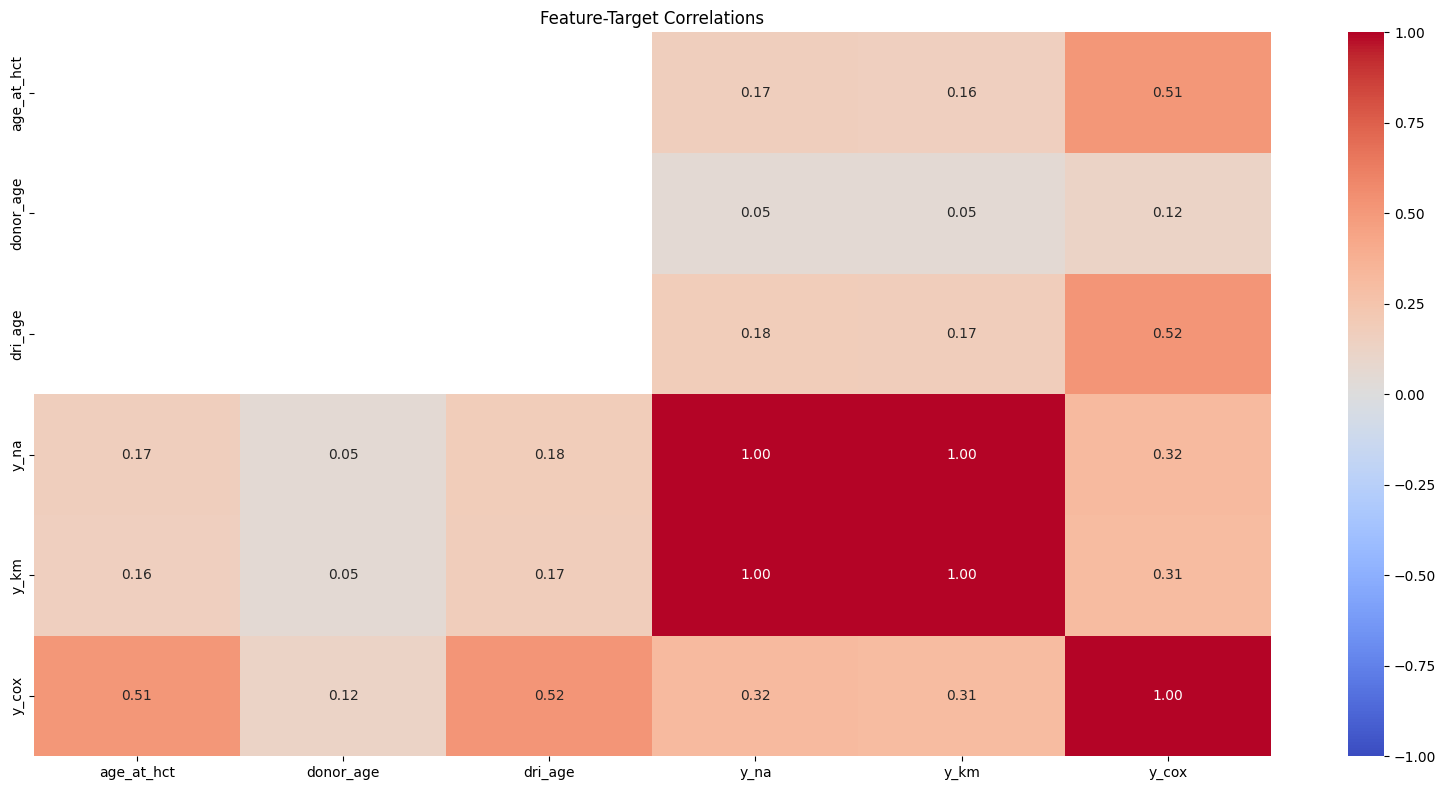 Feature-Target Correlations
age_at_hct
0.17 0.16 0.51
donor_age
0.05 0.05 0.12
dri_age
0.18 0.17 0.52
y_na
0.17 0.05 0.18 1.00 1.00 0.32
y_km
0.16 0.05 0.17 1.00 1.00 0.31
y_cox
0.51 0.12 0.52 0.32 0.31 1.00
age_at_hct donor_age dri_age y_na y_km y_cox
1.00
0.75
0.50
0.25
0.00
−0.25
−0.50
−0.75
−1.00